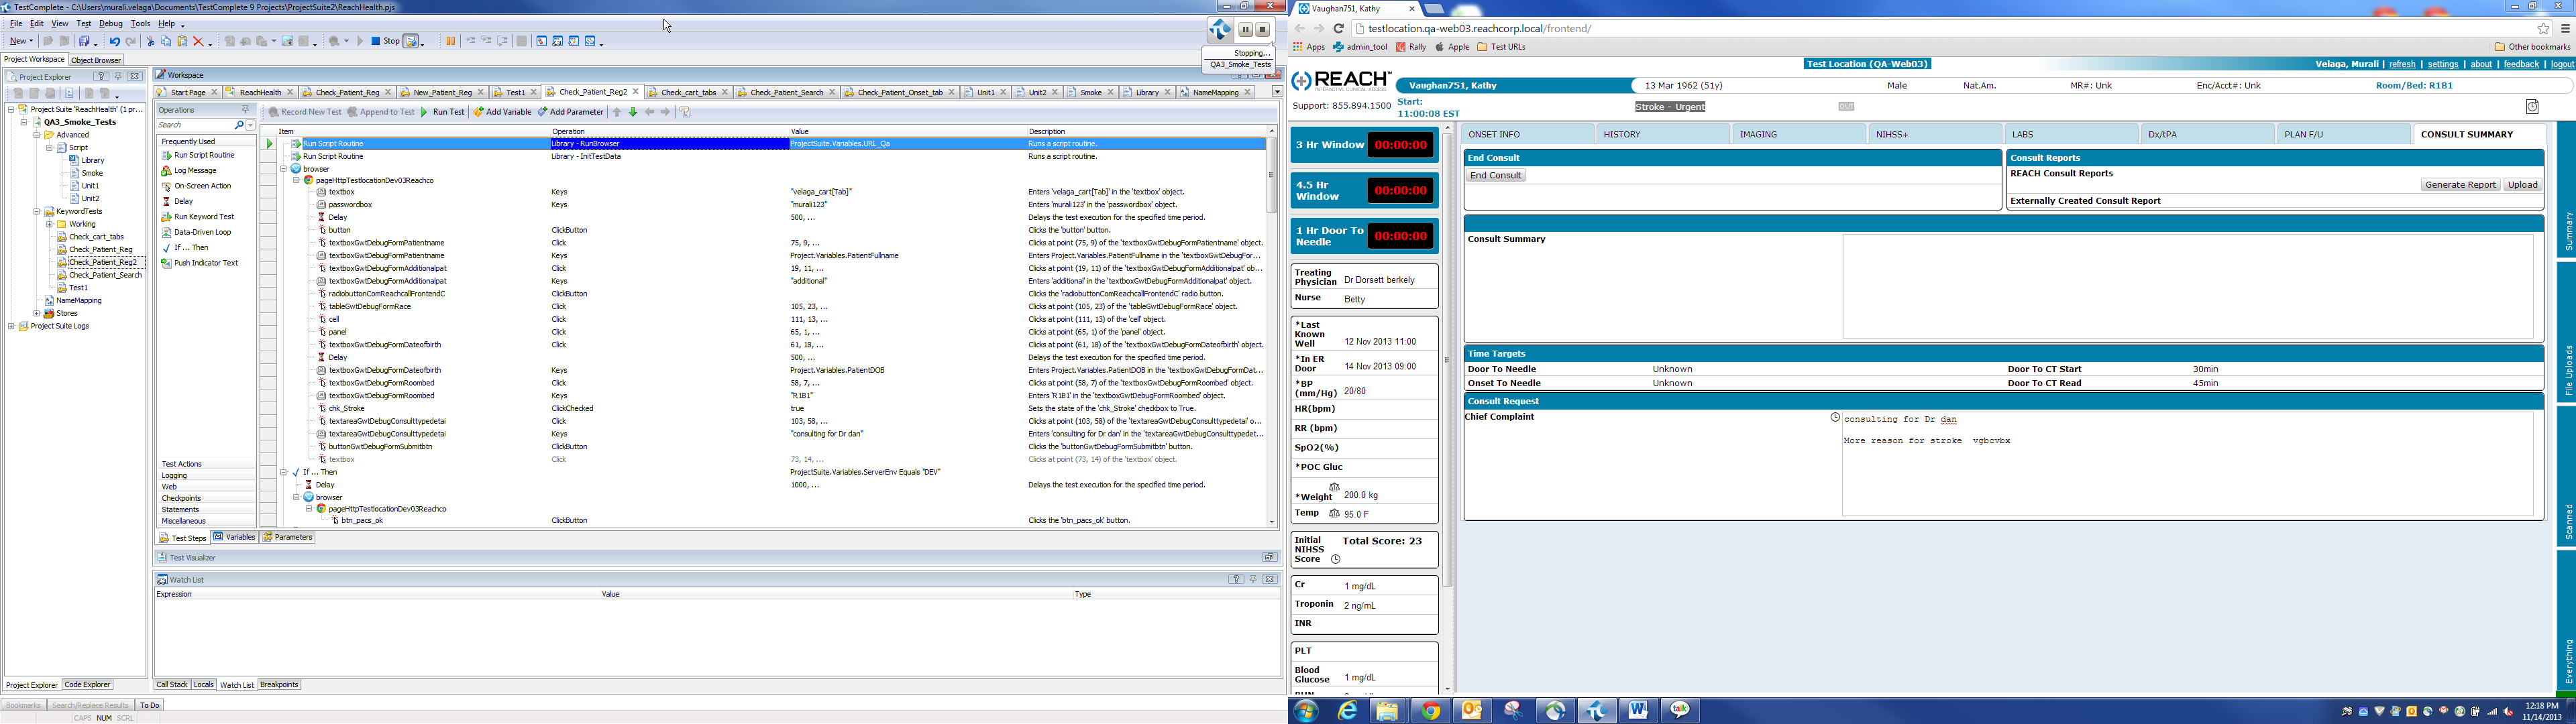 TestComplete - C:\Users\murali.velaga\Documents\TestComplete 9 Projects\ProjectSuite2\ReachHealth.pjs
File Edit View Test Debug Tools Help
New
Stop
Stopping...
QA3_Smoke_Tests
Project Workspace Object Browser
Project Explorer
Project Suite 'ReachHealth' (1 pr...
QA3_Smoke_Tests
Advanced
Script
Library
Smoke
Unit1
Unit2
KeywordTests
Working
Check_cart_tabs
Check_Patient_Reg
Check_Patient_Reg2
Check_Patient_Search
Test1
NameMapping
Stores
Project Suite Logs
Project Explorer Code Explorer
Workspace
Start Page ReachHealth Check_Patient_Reg New_Patient_Reg Test1 Check_Patient_Reg2 Check_cart_tabs Check_Patient_Search Check_Patient_Onset_tab Unit1 Unit2 Smoke Library NameMapping
Operations
Search
Frequently Used
Run Script Routine
Log Message
On-Screen Action
Delay
Run Keyword Test
Data-Driven Loop
If ... Then
Push Indicator Text
Test Actions
Logging
Web
Checkpoints
Statements
Miscellaneous
Record New Test Append to Test Run Test Add Variable Add Parameter
Item Operation Value Description
Run Script Routine Library - RunBrowser ProjectSuite.Variables.URL_Qa Runs a script routine.
Run Script Routine Library - InitTestData Runs a script routine.
browser
pageHttpTestlocationDev03Reachco
textbox Keys "velaga_cart[Tab]" Enters 'velaga_cart[Tab]' in the 'textbox' object.
passwordbox Keys "murali123" Enters 'murali123' in the 'passwordbox' object.
Delay 500, ... Delays the test execution for the specified time period.
button ClickButton Clicks the 'button' button.
textboxGwtDebugFormPatientname Click 75, 9, ... Clicks at point (75, 9) of the 'textboxGwtDebugFormPatientname' object.
textboxGwtDebugFormPatientname Keys Project.Variables.PatientFullname Enters Project.Variables.PatientFullname in the 'textboxGwtDebugFor...
textboxGwtDebugFormAdditionalpat Click 19, 11, ... Clicks at point (19, 11) of the 'textboxGwtDebugFormAdditionalpat' ob...
textboxGwtDebugFormAdditionalpat Keys "additional" Enters 'additional' in the 'textboxGwtDebugFormAdditionalpat' object.
radiobuttonComReachcallFrontendC ClickButton Clicks the 'radiobuttonComReachcallFrontendC' radio button.
tableGwtDebugFormRace Click 105, 23, ... Clicks at point (105, 23) of the 'tableGwtDebugFormRace' object.
cell Click 111, 13, ... Clicks at point (111, 13) of the 'cell' object.
panel Click 65, 1, ... Clicks at point (65, 1) of the 'panel' object.
textboxGwtDebugFormDateofbirth Click 61, 18, ... Clicks at point (61, 18) of the 'textboxGwtDebugFormDateofbirth' object.
Delay 500, ... Delays the test execution for the specified time period.
textboxGwtDebugFormDateofbirth Keys Project.Variables.PatientDOB Enters Project.Variables.PatientDOB in the 'textboxGwtDebugFormDat...
textboxGwtDebugFormRoombed Click 58, 7, ... Clicks at point (58, 7) of the 'textboxGwtDebugFormRoombed' object.
textboxGwtDebugFormRoombed Keys "R1B1" Enters 'R1B1' in the 'textboxGwtDebugFormRoombed' object.
chk_Stroke ClickChecked true Sets the state of the 'chk_Stroke' checkbox to True.
textareaGwtDebugConsulttypedetai Click 103, 58, ... Clicks at point (103, 58) of the 'textareaGwtDebugConsulttypedetai' o...
textareaGwtDebugConsulttypedetai Keys "consulting for Dr dan" Enters 'consulting for Dr dan' in the 'textareaGwtDebugConsulttypedet...
buttonGwtDebugFormSubmitbtn ClickButton Clicks the 'buttonGwtDebugFormSubmitbtn' button.
textbox Click 73, 14, ... Clicks at point (73, 14) of the 'textbox' object.
If ... Then ProjectSuite.Variables.ServerEnv Equals "DEV"
Delay 1000, ... Delays the test execution for the specified time period.
browser
pageHttpTestlocationDev03Reachco
btn_pacs_ok ClickButton Clicks the 'btn_pacs_ok' button.
Test Steps Variables Parameters
Test Visualizer
Watch List
Expression Value Type
Call Stack Locals Watch List Breakpoints
Bookmarks Search/Replace Results To Do
CAPS NUM SCRL
Vaughan751, Kathy
testlocation.qa-web03.reachcorp.local/frontend/
Apps admin_tool Rally Apple Test URLs Other bookmarks
Test Location (QA-Web03) Velaga, Murali | refresh | settings | about | feedback | logout
REACH
Vaughan751, Kathy 13 Mar 1962 (51y) Male Nat.Am. MR#: Unk Enc/Acct#: Unk Room/Bed: R1B1
Support: 855.894.1500 Start:
11:00:08 EST
Stroke - Urgent OUT
3 Hr Window 00:00:00
4.5 Hr Window 00:00:00
1 Hr Door To Needle 00:00:00
Treating Physician Dr Dorsett berkely
Nurse Betty
*Last Known Well 12 Nov 2013 11:00
*In ER Door 14 Nov 2013 09:00
*BP (mm/Hg) 20/80
HR(bpm)
RR (bpm)
SpO2(%)
*POC Gluc
*Weight 200.0 kg
Temp 95.0 F
Initial NIHSS Score Total Score: 23
Cr 1 mg/dL
Troponin 2 ng/mL
INR
PLT
Blood Glucose 1 mg/dL
ONSET INFO HISTORY IMAGING NIHSS+ LABS Dx/tPA PLAN F/U CONSULT SUMMARY
End Consult
End Consult
Consult Reports
REACH Consult Reports
Generate Report Upload
Externally Created Consult Report
Consult Summary
Time Targets
Door To Needle Unknown Door To CT Start 30min
Onset To Needle Unknown Door To CT Read 45min
Consult Request
Chief Complaint consulting for Dr dan
More reason for stroke vgbcvbx
Summary
File Uploads
Scanned
Everything
talk
12:18 PM
11/14/2013